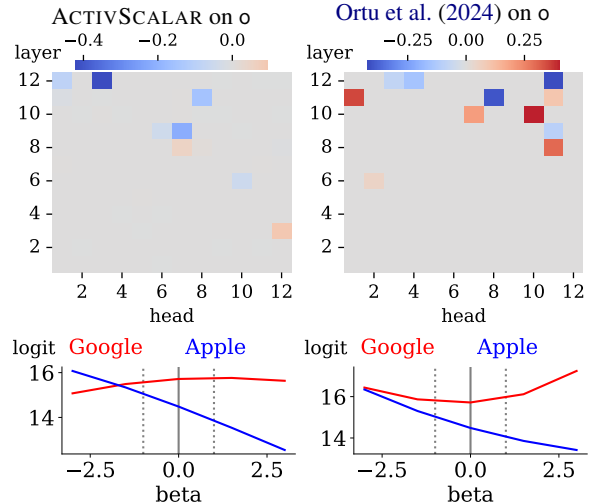 ACTIVSCALAR on o
Ortu et al. (2024) on o
layer −0.4 −0.2 0.0
layer −0.25 0.00 0.25
12
10
8
6
4
2
2 4 6 8 10 12
head
12
10
8
6
4
2
2 4 6 8 10 12
head
logit Google Apple
16
14
−2.5 0.0 2.5
beta
logit Google Apple
16
14
−2.5 0.0 2.5
beta